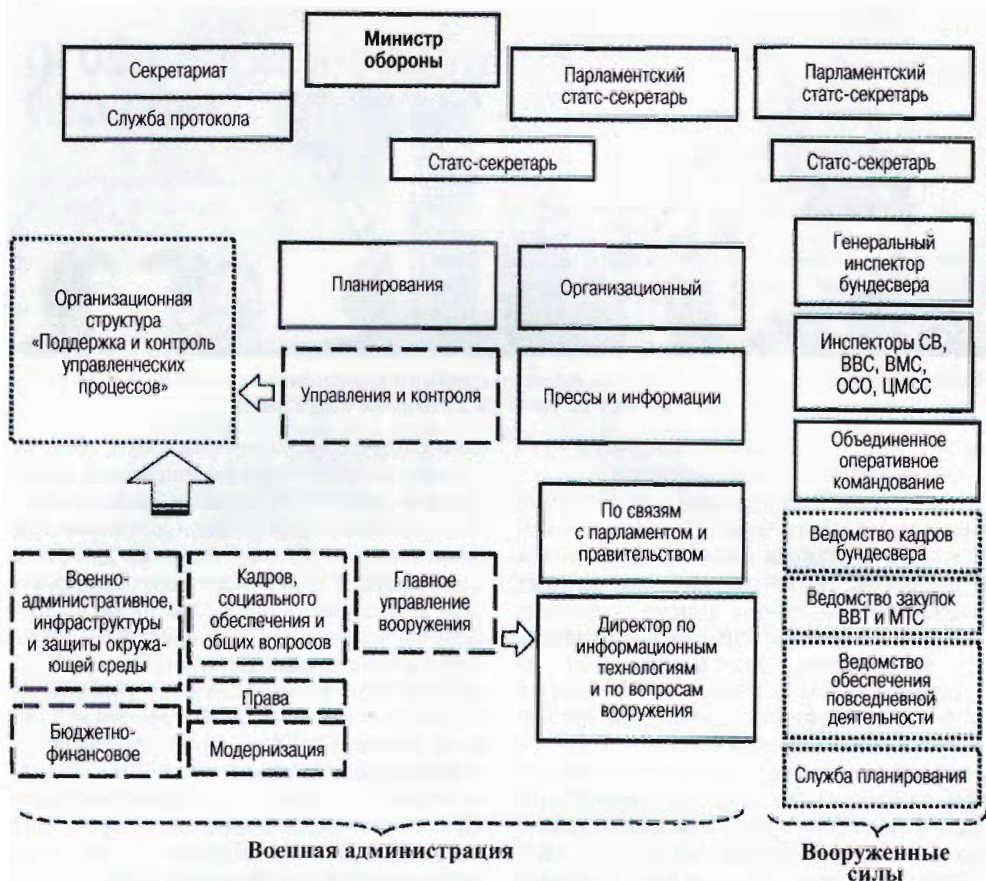 Министр
обороны
Секретариат
Служба протокола
Парламентский
статс-секретарь
Парламентский
статс-секретарь
Статс-секретарь
Статс-секретарь
Организационная
структура
«Поддержка и контроль
управленческих
процессов»
Планирования
Организационный
Управления и контроля
Прессы и информации
Генеральный
инспектор
бундесвера
Инспекторы СВ,
ВВС, ВМС,
ОСО, ЦМСС
Объединенное
оперативное
командование
По связям
с парламентом и
правительством
Ведомство кадров
бундесвера
Военно-
административное,
инфраструктуры
и защиты окружа-
ющей среды
Кадров,
социального
обеспечения и
общих вопросов
Главное
управление
вооружения
Директор по
информационным
технологиям
и по вопросам
вооружения
Ведомство закупок
ВВТ и МТС
Ведомство
обеспечения
повседневной
деятельности
Права
Бюджетно-
финансовое
Модернизация
Служба планирования
Военная администрация
Вооруженные
силы